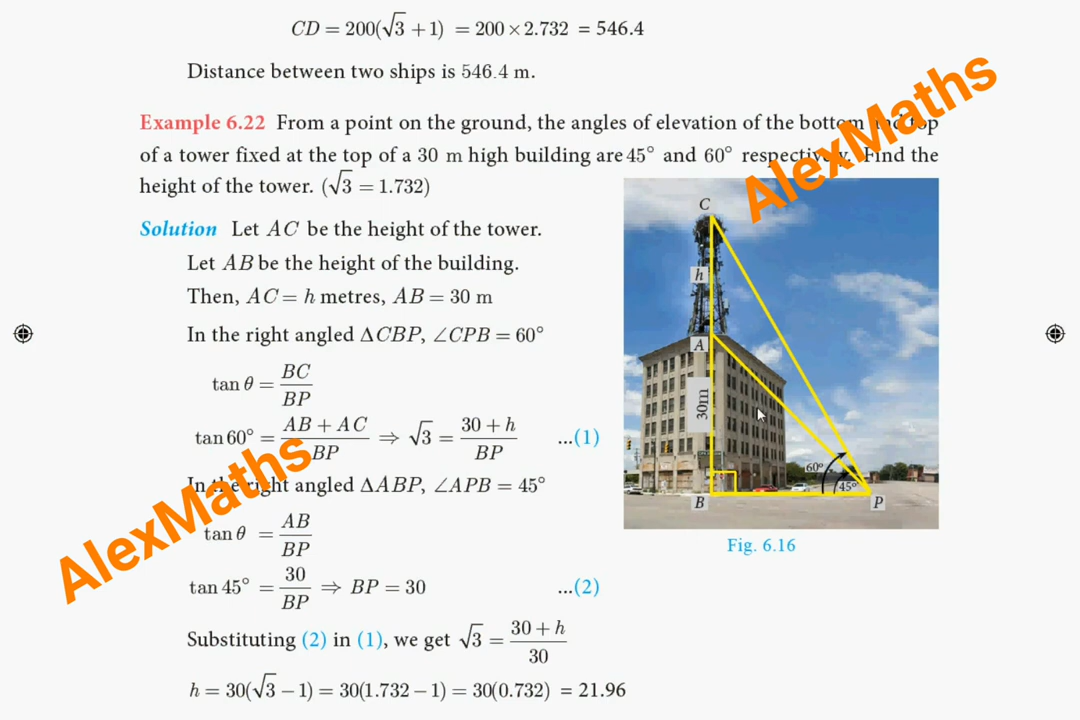 CD = 200(√3 + 1) = 200 × 2.732 = 546.4
Distance between two ships is 546.4 m.
Example 6.22 From a point on the ground, the angles of elevation of the bottom and top
of a tower fixed at the top of a 30 m high building are 45° and 60° respectively. Find the
height of the tower. (√3 = 1.732)
Solution Let AC be the height of the tower.
Let AB be the height of the building.
Then, AC = h metres, AB = 30 m
In the right angled ΔCBP, ∠CPB = 60°
tan θ = BC/BP
tan 60° = (AB + AC)/BP ⇒ √3 = (30 + h)/BP ...(1)
In the right angled ΔABP, ∠APB = 45°
tan θ = AB/BP
tan 45° = 30/BP ⇒ BP = 30 ...(2)
Substituting (2) in (1), we get √3 = (30 + h)/30
h = 30(√3 − 1) = 30(1.732 − 1) = 30(0.732) = 21.96
C
h
A
30m
60°
45°
B
P
Fig. 6.16
AlexMaths
AlexMaths